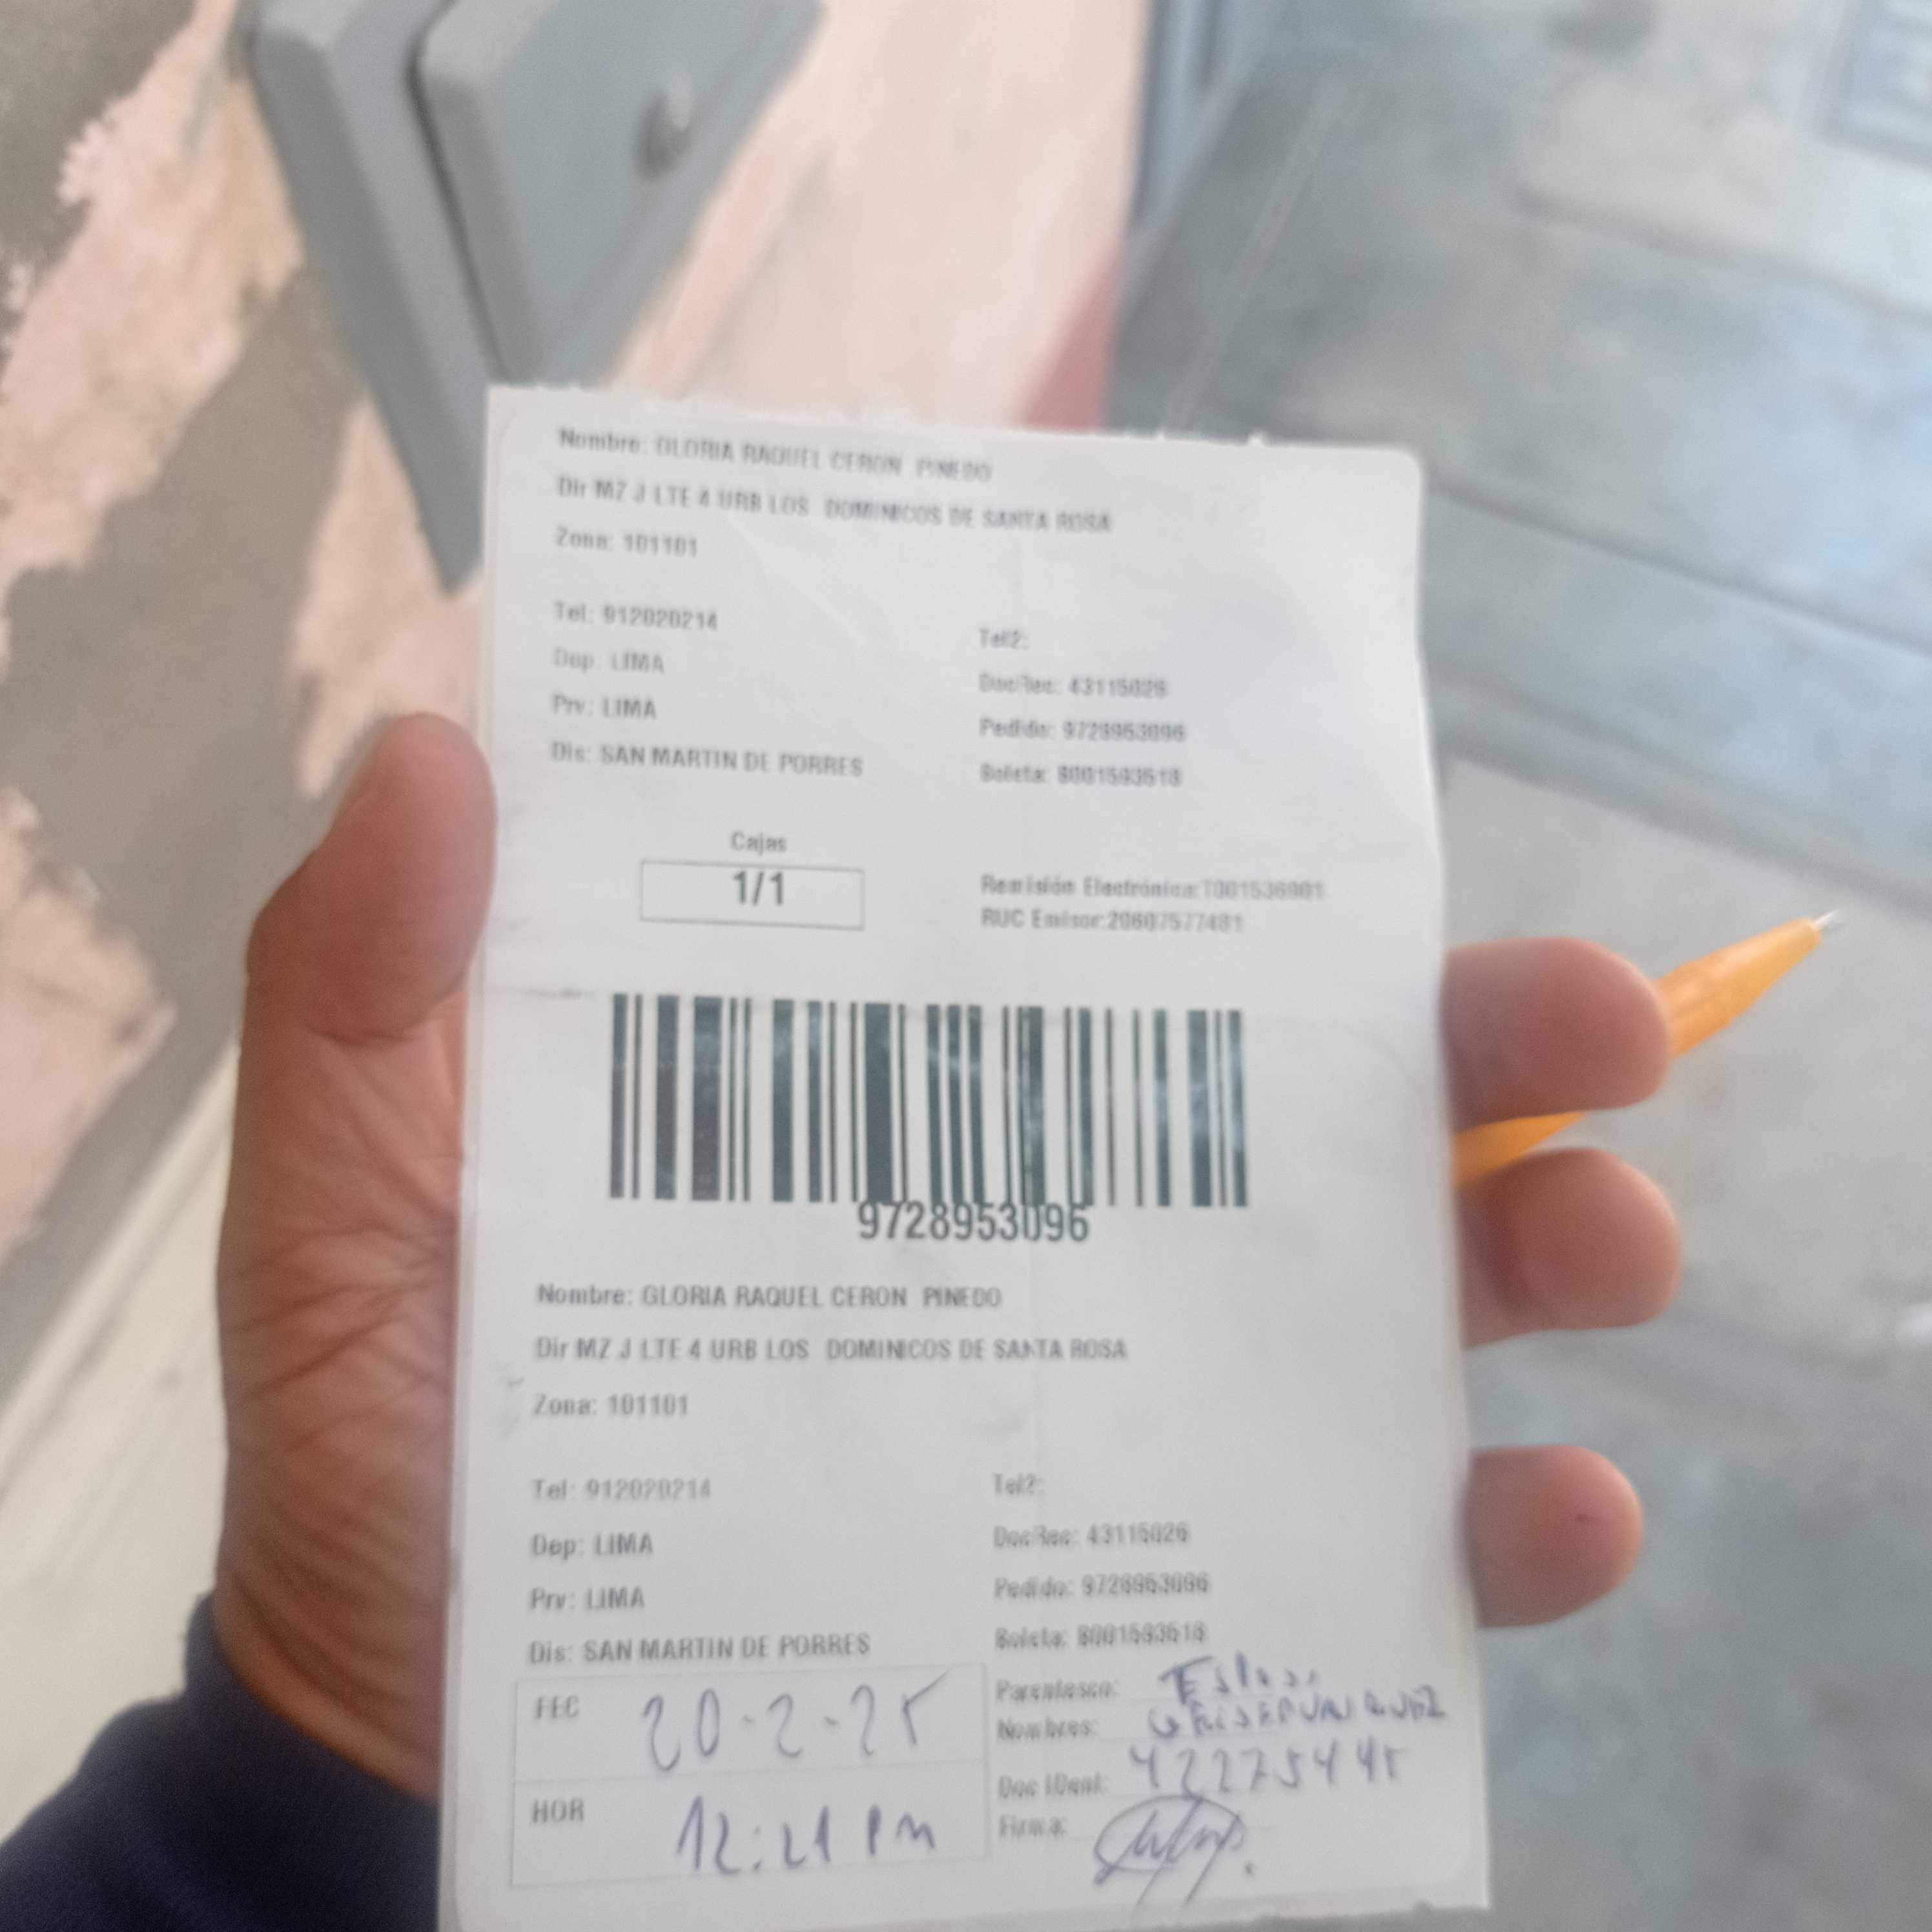 Nombre: GLORIA RAQUEL CERON PINEDO
Dir MZ J LTE 4 URB LOS DOMINICOS DE SANTA ROSA
Zona: 101101
Tel: 912020214
Tel2:
Dep: LIMA
DocRec: 43115026
Prv: LIMA
Pedido: 9728953096
Dis: SAN MARTIN DE PORRES
Boleta: B001593518
Cajas
1/1
Remisión Electrónica:T001536901
RUC Emisor:20607577481
9728953096
Nombre: GLORIA RAQUEL CERON PINEDO
Dir MZ J LTE 4 URB LOS DOMINICOS DE SANTA ROSA
Zona: 101101
Tel: 912020214
Tel2:
Dep: LIMA
DocRec: 43115026
Prv: LIMA
Pedido: 9728953096
Dis: SAN MARTIN DE PORRES
Boleta: B001593518
FEC 20-2-25
Parentesco:
Nombres:
HOR 12:21 PM
Doc IDent: 42275445
Firma: